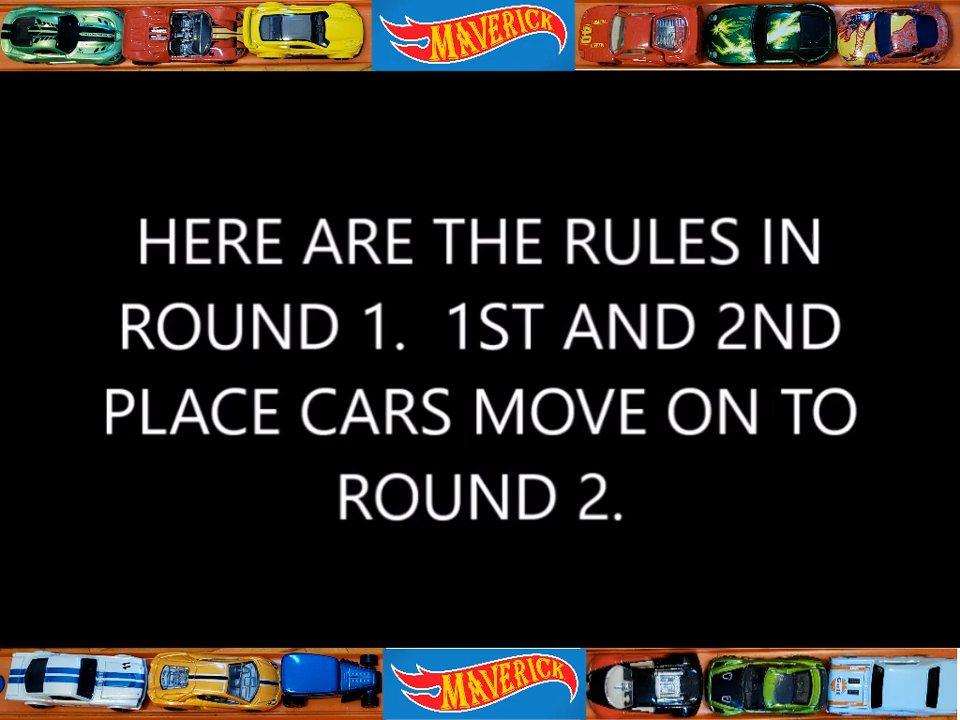 MAVERICK
HERE ARE THE RULES IN
ROUND 1. 1ST AND 2ND
PLACE CARS MOVE ON TO
ROUND 2.
MAVERICK